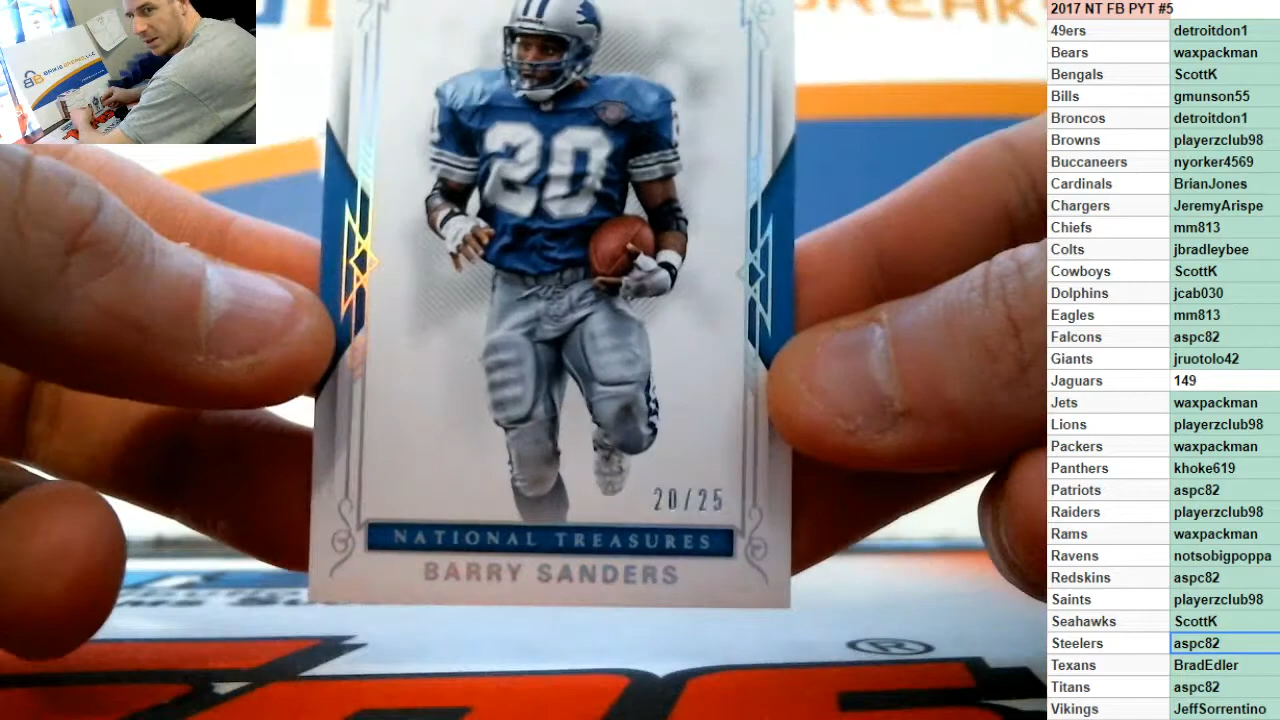 2017 NT FB PYT #5
49ers detroitdon1
Bears waxpackman
Bengals ScottK
Bills gmunson55
Broncos detroitdon1
Browns playerzclub98
Buccaneers nyorker4569
Cardinals BrianJones
Chargers JeremyArispe
Chiefs mm813
Colts jbradleybee
Cowboys ScottK
Dolphins jcab030
Eagles mm813
Falcons aspc82
Giants jruotolo42
Jaguars 149
Jets waxpackman
Lions playerzclub98
Packers waxpackman
Panthers khoke619
Patriots aspc82
Raiders playerzclub98
Rams waxpackman
Ravens notsobigpoppa
Redskins aspc82
Saints playerzclub98
Seahawks ScottK
Steelers aspc82
Texans BradEdler
Titans aspc82
Vikings JeffSorrentino
20
20/25
NATIONAL TREASURES
BARRY SANDERS
®